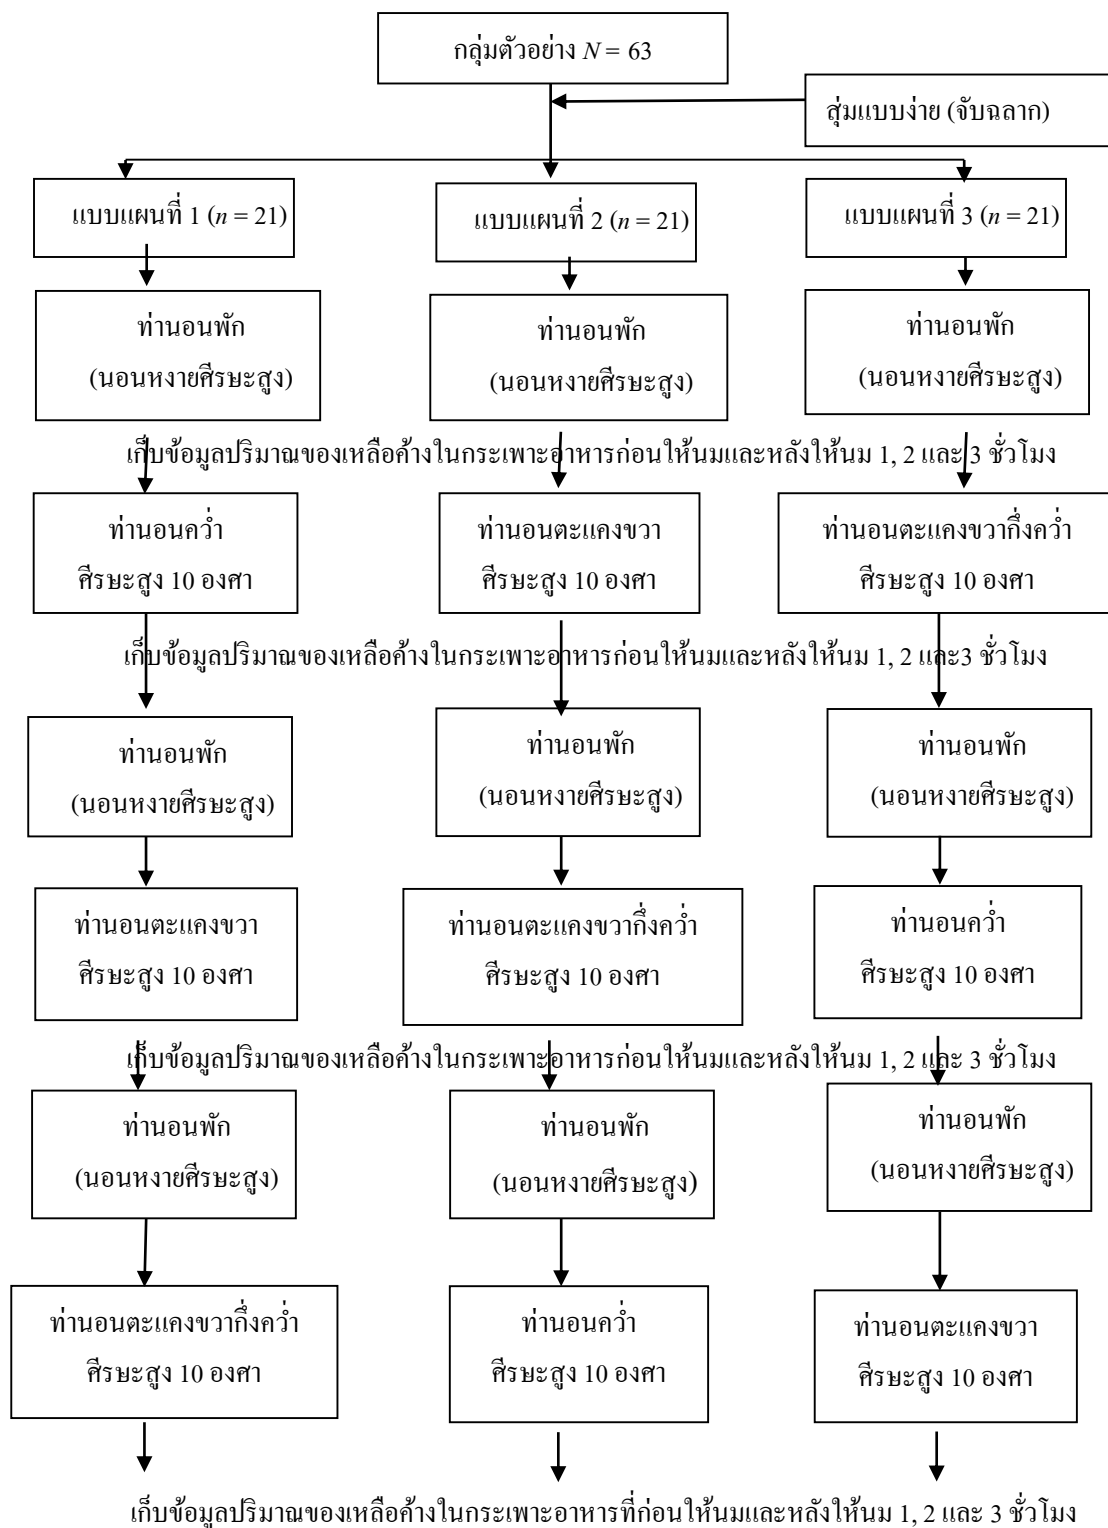 กลุ่มตัวอย่าง N = 63
สุ่มแบบง่าย (จับฉลาก)
แบบแผนที่ 1 (n = 21)
แบบแผนที่ 2 (n = 21)
แบบแผนที่ 3 (n = 21)
ท่านอนพัก
(นอนหงายศีรษะสูง)
ท่านอนพัก
(นอนหงายศีรษะสูง)
ท่านอนพัก
(นอนหงายศีรษะสูง)
เก็บข้อมูลปริมาณของเหลือค้างในกระเพาะอาหารก่อนให้นมและหลังให้นม 1, 2 และ 3 ชั่วโมง
ท่านอนคว่ำ
ศีรษะสูง 10 องศา
ท่านอนตะแคงขวา
ศีรษะสูง 10 องศา
ท่านอนตะแคงขวากึ่งคว่ำ
ศีรษะสูง 10 องศา
เก็บข้อมูลปริมาณของเหลือค้างในกระเพาะอาหารก่อนให้นมและหลังให้นม 1, 2 และ3 ชั่วโมง
ท่านอนพัก
(นอนหงายศีรษะสูง)
ท่านอนพัก
(นอนหงายศีรษะสูง)
ท่านอนพัก
(นอนหงายศีรษะสูง)
ท่านอนตะแคงขวา
ศีรษะสูง 10 องศา
ท่านอนตะแคงขวากึ่งคว่ำ
ศีรษะสูง 10 องศา
ท่านอนคว่ำ
ศีรษะสูง 10 องศา
เก็บข้อมูลปริมาณของเหลือค้างในกระเพาะอาหารก่อนให้นมและหลังให้นม 1, 2 และ 3 ชั่วโมง
ท่านอนพัก
(นอนหงายศีรษะสูง)
ท่านอนพัก
(นอนหงายศีรษะสูง)
ท่านอนพัก
(นอนหงายศีรษะสูง)
ท่านอนตะแคงขวากึ่งคว่ำ
ศีรษะสูง 10 องศา
ท่านอนคว่ำ
ศีรษะสูง 10 องศา
ท่านอนตะแคงขวา
ศีรษะสูง 10 องศา
เก็บข้อมูลปริมาณของเหลือค้างในกระเพาะอาหารที่ก่อนให้นมและหลังให้นม 1, 2 และ 3 ชั่วโมง